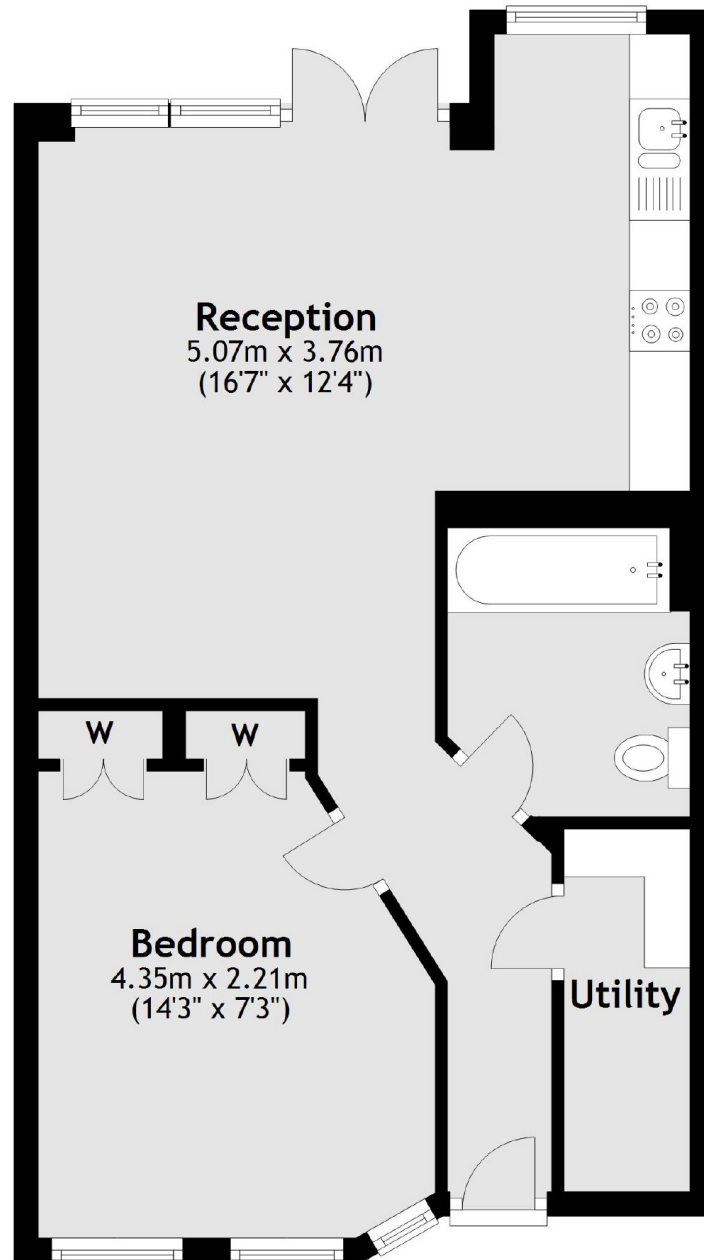 Reception
5.07m x 3.76m
(16'7" x 12'4")
W
W
Bedroom
4.35m x 2.21m
(14'3" x 7'3")
Utility